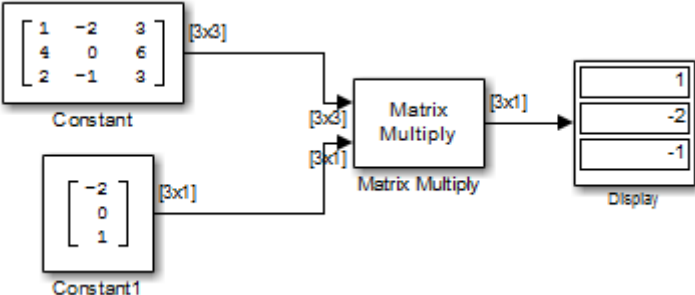 1 -2 3
4 0 6
2 -1 3
[3x3]
Constant
[3x3]
[3x1]
Matrix
Multiply
Matrix Multiply
[3x1]
1
-2
-1
Display
-2
0
1
[3x1]
Constant1